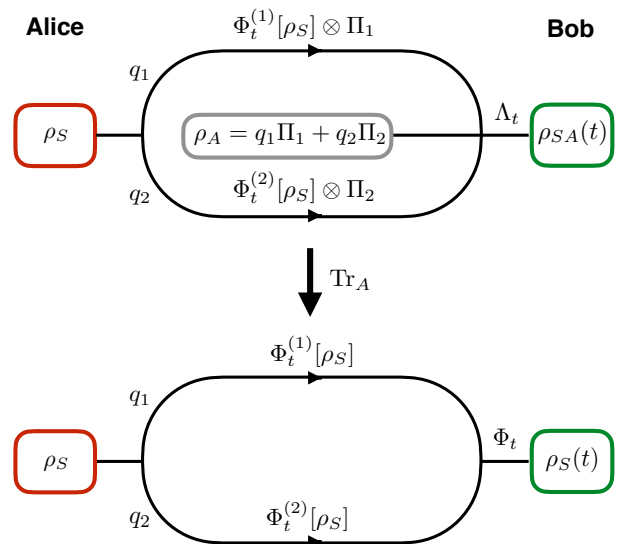 Alice Bob
Φ_t^{(1)}[ρ_S] ⊗ Π_1
q_1
Λ_t
ρ_S ρ_A = q_1Π_1 + q_2Π_2 ρ_{SA}(t)
q_2
Φ_t^{(2)}[ρ_S] ⊗ Π_2
Tr_A
Φ_t^{(1)}[ρ_S]
q_1
Φ_t
ρ_S ρ_S(t)
q_2
Φ_t^{(2)}[ρ_S]